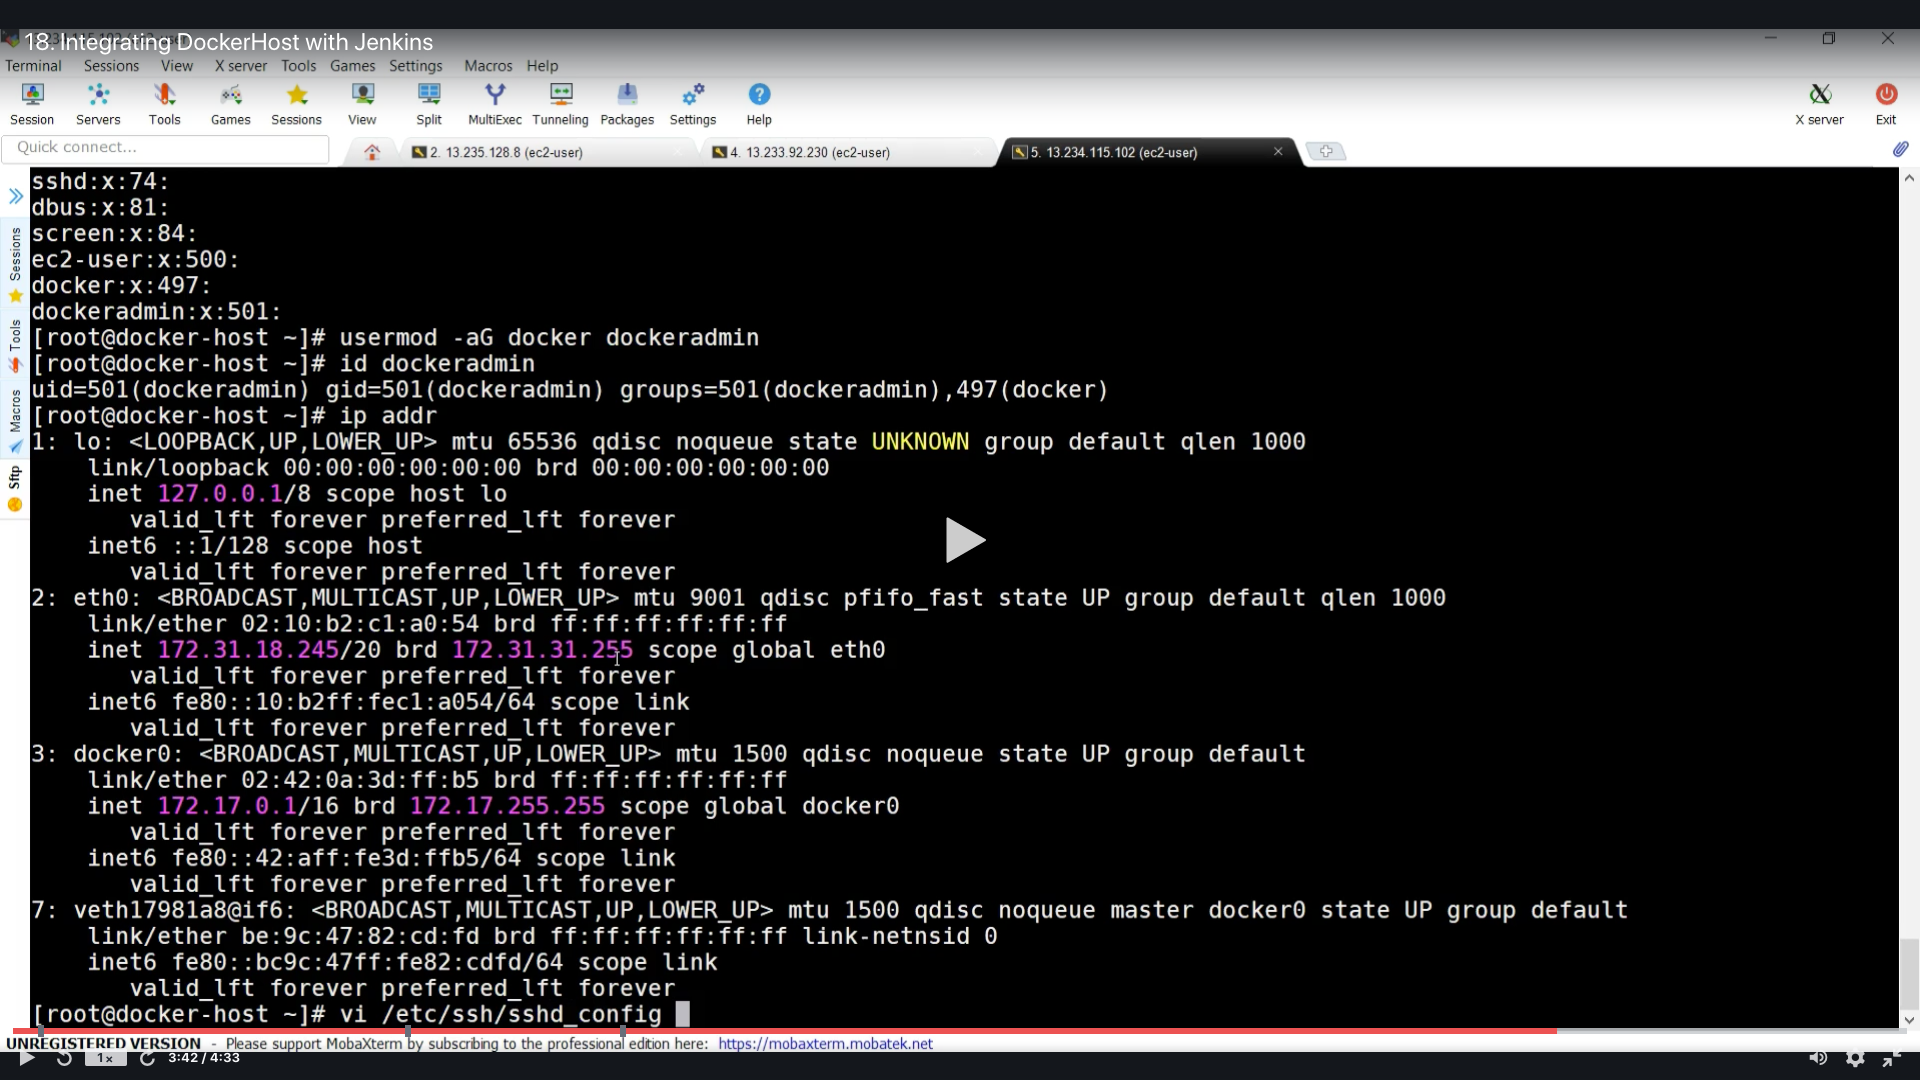 18. Integrating DockerHost with Jenkins
Terminal Sessions View X server Tools Games Settings Macros Help
Session Servers Tools Games Sessions View Split MultiExec Tunneling Packages Settings Help X server Exit
Quick connect... 2. 13.235.128.8 (ec2-user) 4. 13.233.92.230 (ec2-user) 5. 13.234.115.102 (ec2-user)
Sessions
Tools
Macros
Sftp
sshd:x:74:
dbus:x:81:
screen:x:84:
ec2-user:x:500:
docker:x:497:
dockeradmin:x:501:
[root@docker-host ~]# usermod -aG docker dockeradmin
[root@docker-host ~]# id dockeradmin
uid=501(dockeradmin) gid=501(dockeradmin) groups=501(dockeradmin),497(docker)
[root@docker-host ~]# ip addr
1: lo: <LOOPBACK,UP,LOWER_UP> mtu 65536 qdisc noqueue state UNKNOWN group default qlen 1000
link/loopback 00:00:00:00:00:00 brd 00:00:00:00:00:00
inet 127.0.0.1/8 scope host lo
valid_lft forever preferred_lft forever
inet6 ::1/128 scope host
valid_lft forever preferred_lft forever
2: eth0: <BROADCAST,MULTICAST,UP,LOWER_UP> mtu 9001 qdisc pfifo_fast state UP group default qlen 1000
link/ether 02:10:b2:c1:a0:54 brd ff:ff:ff:ff:ff:ff
inet 172.31.18.245/20 brd 172.31.31.255 scope global eth0
valid_lft forever preferred_lft forever
inet6 fe80::10:b2ff:fec1:a054/64 scope link
valid_lft forever preferred_lft forever
3: docker0: <BROADCAST,MULTICAST,UP,LOWER_UP> mtu 1500 qdisc noqueue state UP group default
link/ether 02:42:0a:3d:ff:b5 brd ff:ff:ff:ff:ff:ff
inet 172.17.0.1/16 brd 172.17.255.255 scope global docker0
valid_lft forever preferred_lft forever
inet6 fe80::42:aff:fe3d:ffb5/64 scope link
valid_lft forever preferred_lft forever
7: veth17981a8@if6: <BROADCAST,MULTICAST,UP,LOWER_UP> mtu 1500 qdisc noqueue master docker0 state UP group default
link/ether be:9c:47:82:cd:fd brd ff:ff:ff:ff:ff:ff link-netnsid 0
inet6 fe80::bc9c:47ff:fe82:cdfd/64 scope link
valid_lft forever preferred_lft forever
[root@docker-host ~]# vi /etc/ssh/sshd_config
UNREGISTERED VERSION - Please support MobaXterm by subscribing to the professional edition here: https://mobaxterm.mobatek.net
1x 3:42 / 4:33